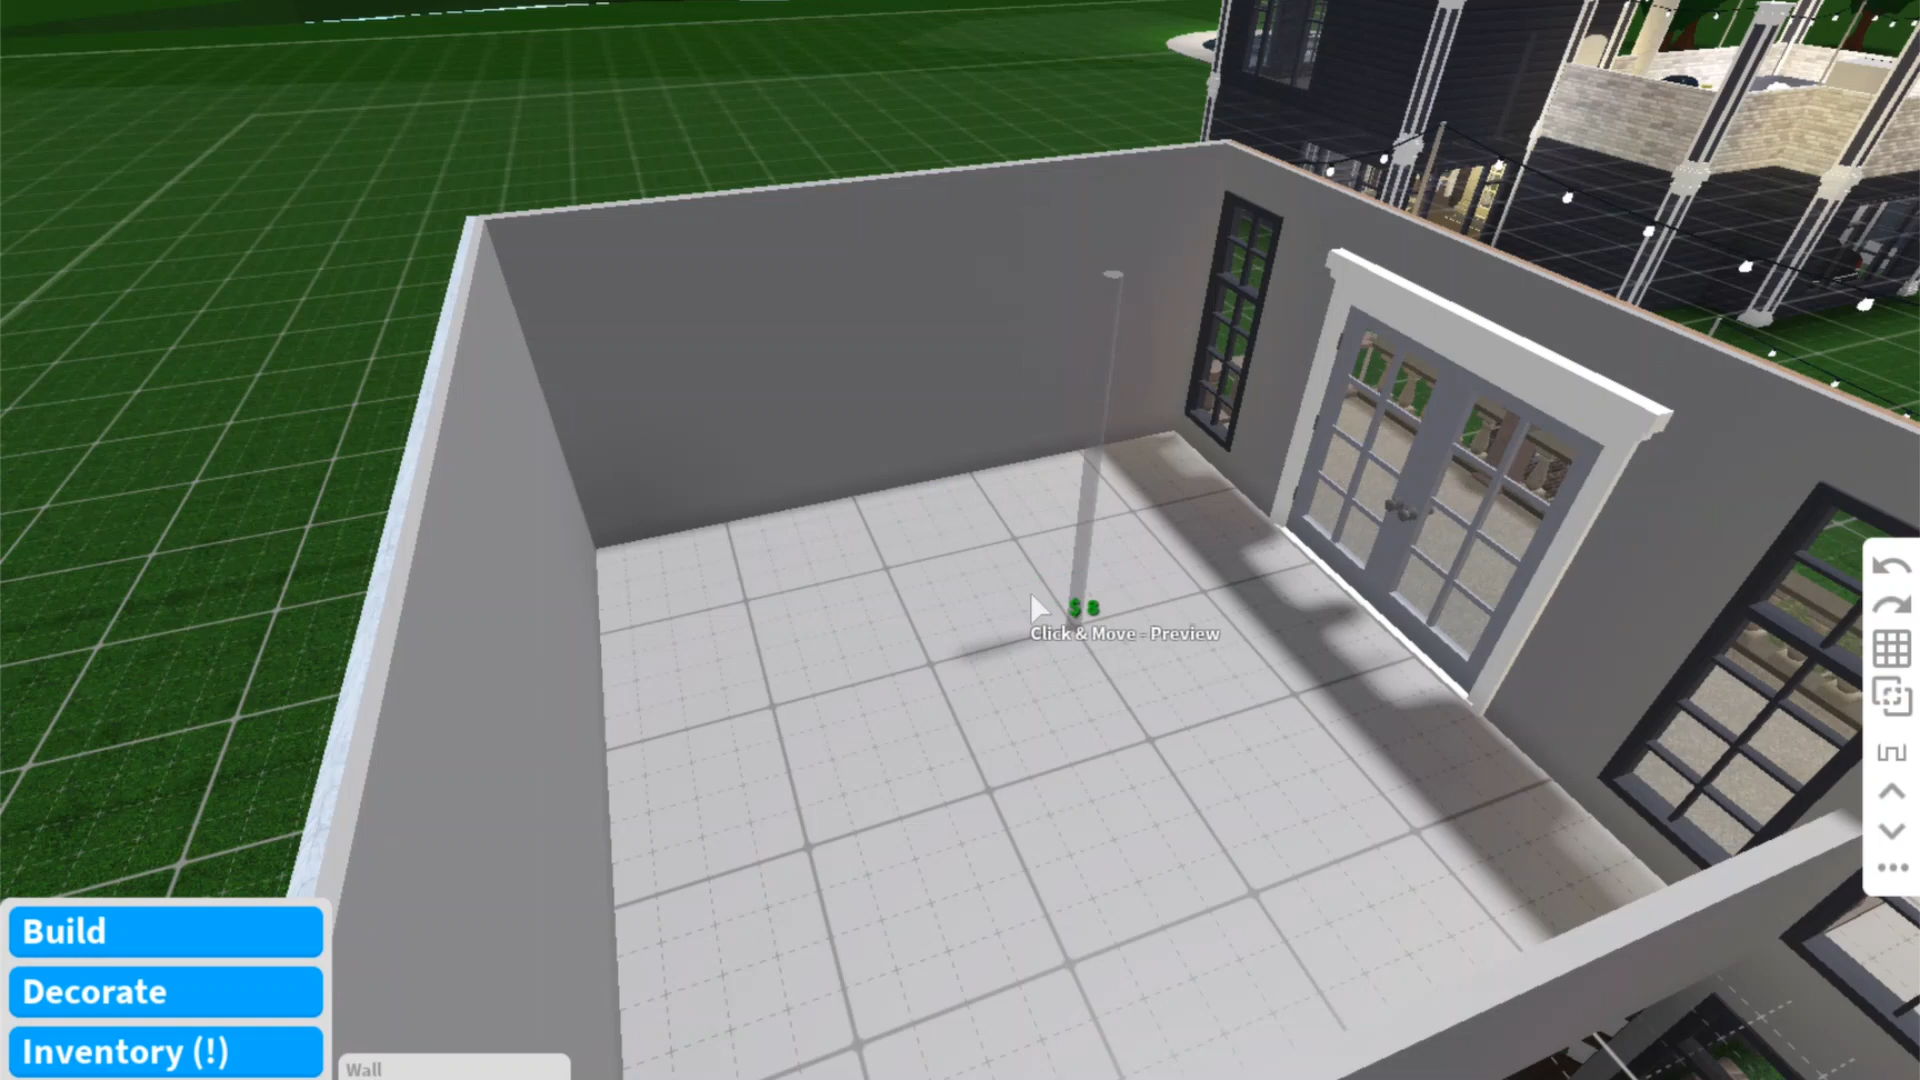 $ 8
Click & Move - Preview
Build
Decorate
Inventory (!)
Wall